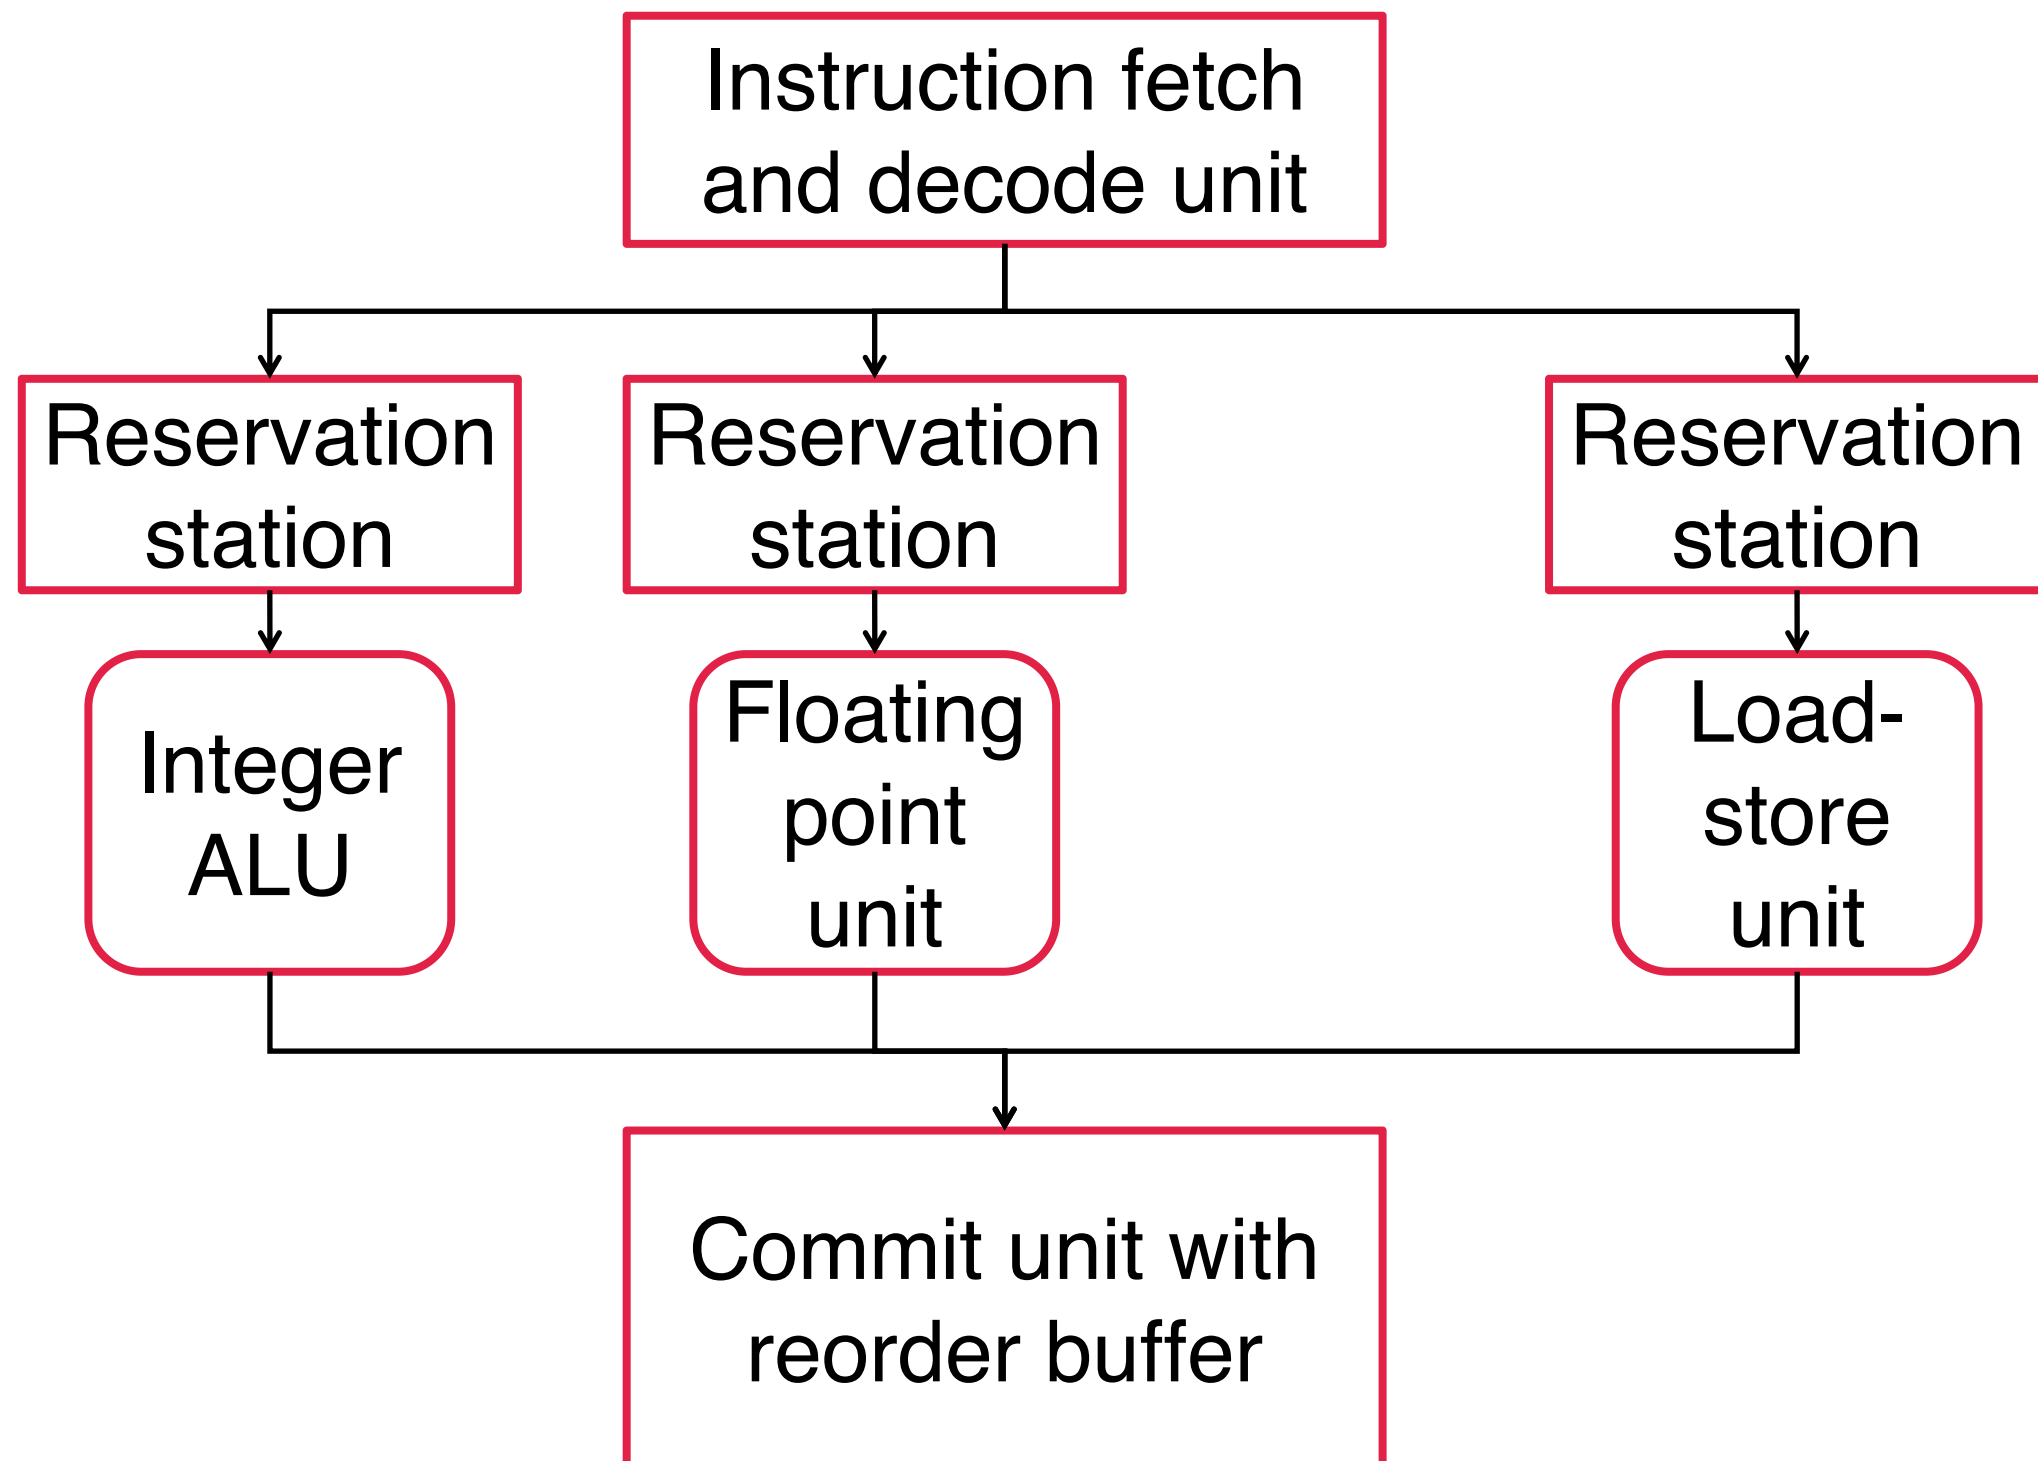 Instruction fetch
and decode unit
Reservation
station
Reservation
station
Reservation
station
Integer
ALU
Floating
point
unit
Load-
store
unit
Commit unit with
reorder buffer